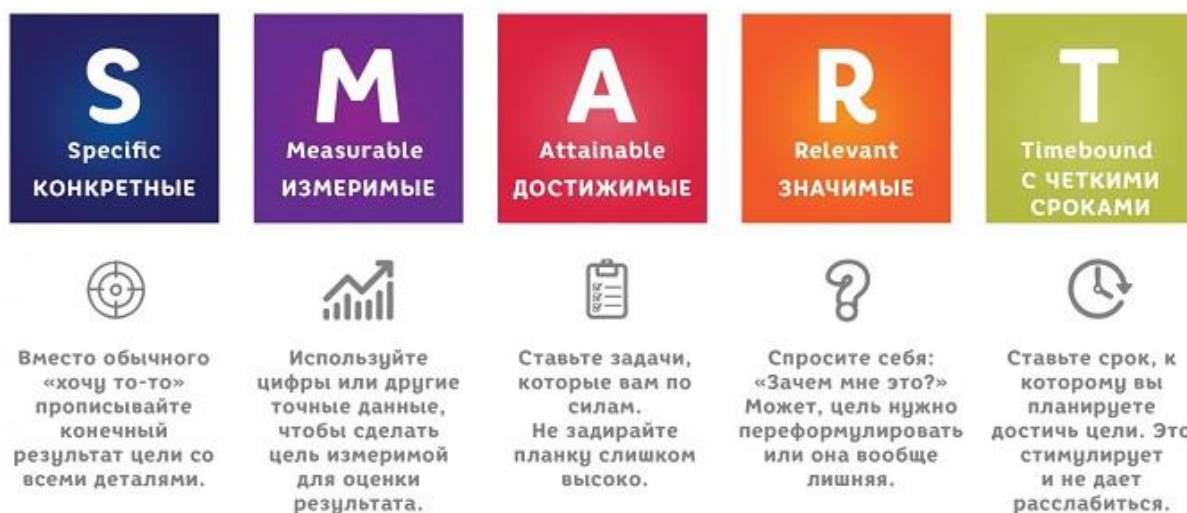 S
Specific
КОНКРЕТНЫЕ
Вместо обычного
«хочу то-то»
прописывайте
конечный
результат цели со
всеми деталями.
M
Measurable
ИЗМЕРИМЫЕ
Используйте
цифры или другие
точные данные,
чтобы сделать
цель измеримой
для оценки
результата.
A
Attainable
ДОСТИЖИМЫЕ
Ставьте задачи,
которые вам по
силам.
Не задирайте
планку слишком
высоко.
R
Relevant
ЗНАЧИМЫЕ
Спросите себя:
«Зачем мне это?»
Может, цель нужно
переформулировать
или она вообще
лишняя.
T
Timebound
С ЧЕТКИМИ
СРОКАМИ
Ставьте срок, к
которому вы
планируете
достичь цели. Это
стимулирует
и не дает
расслабиться.